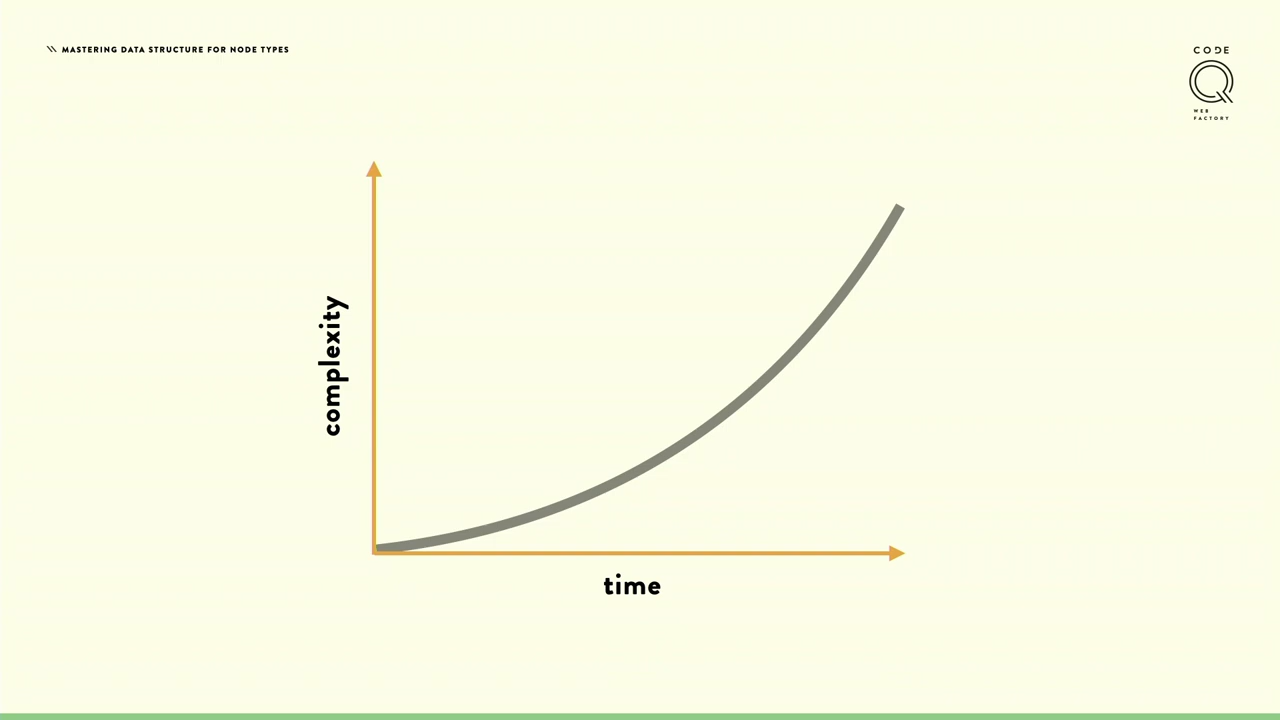 \\ MASTERING DATA STRUCTURE FOR NODE TYPES
CODE
Q
WEB
FACTORY
complexity
time